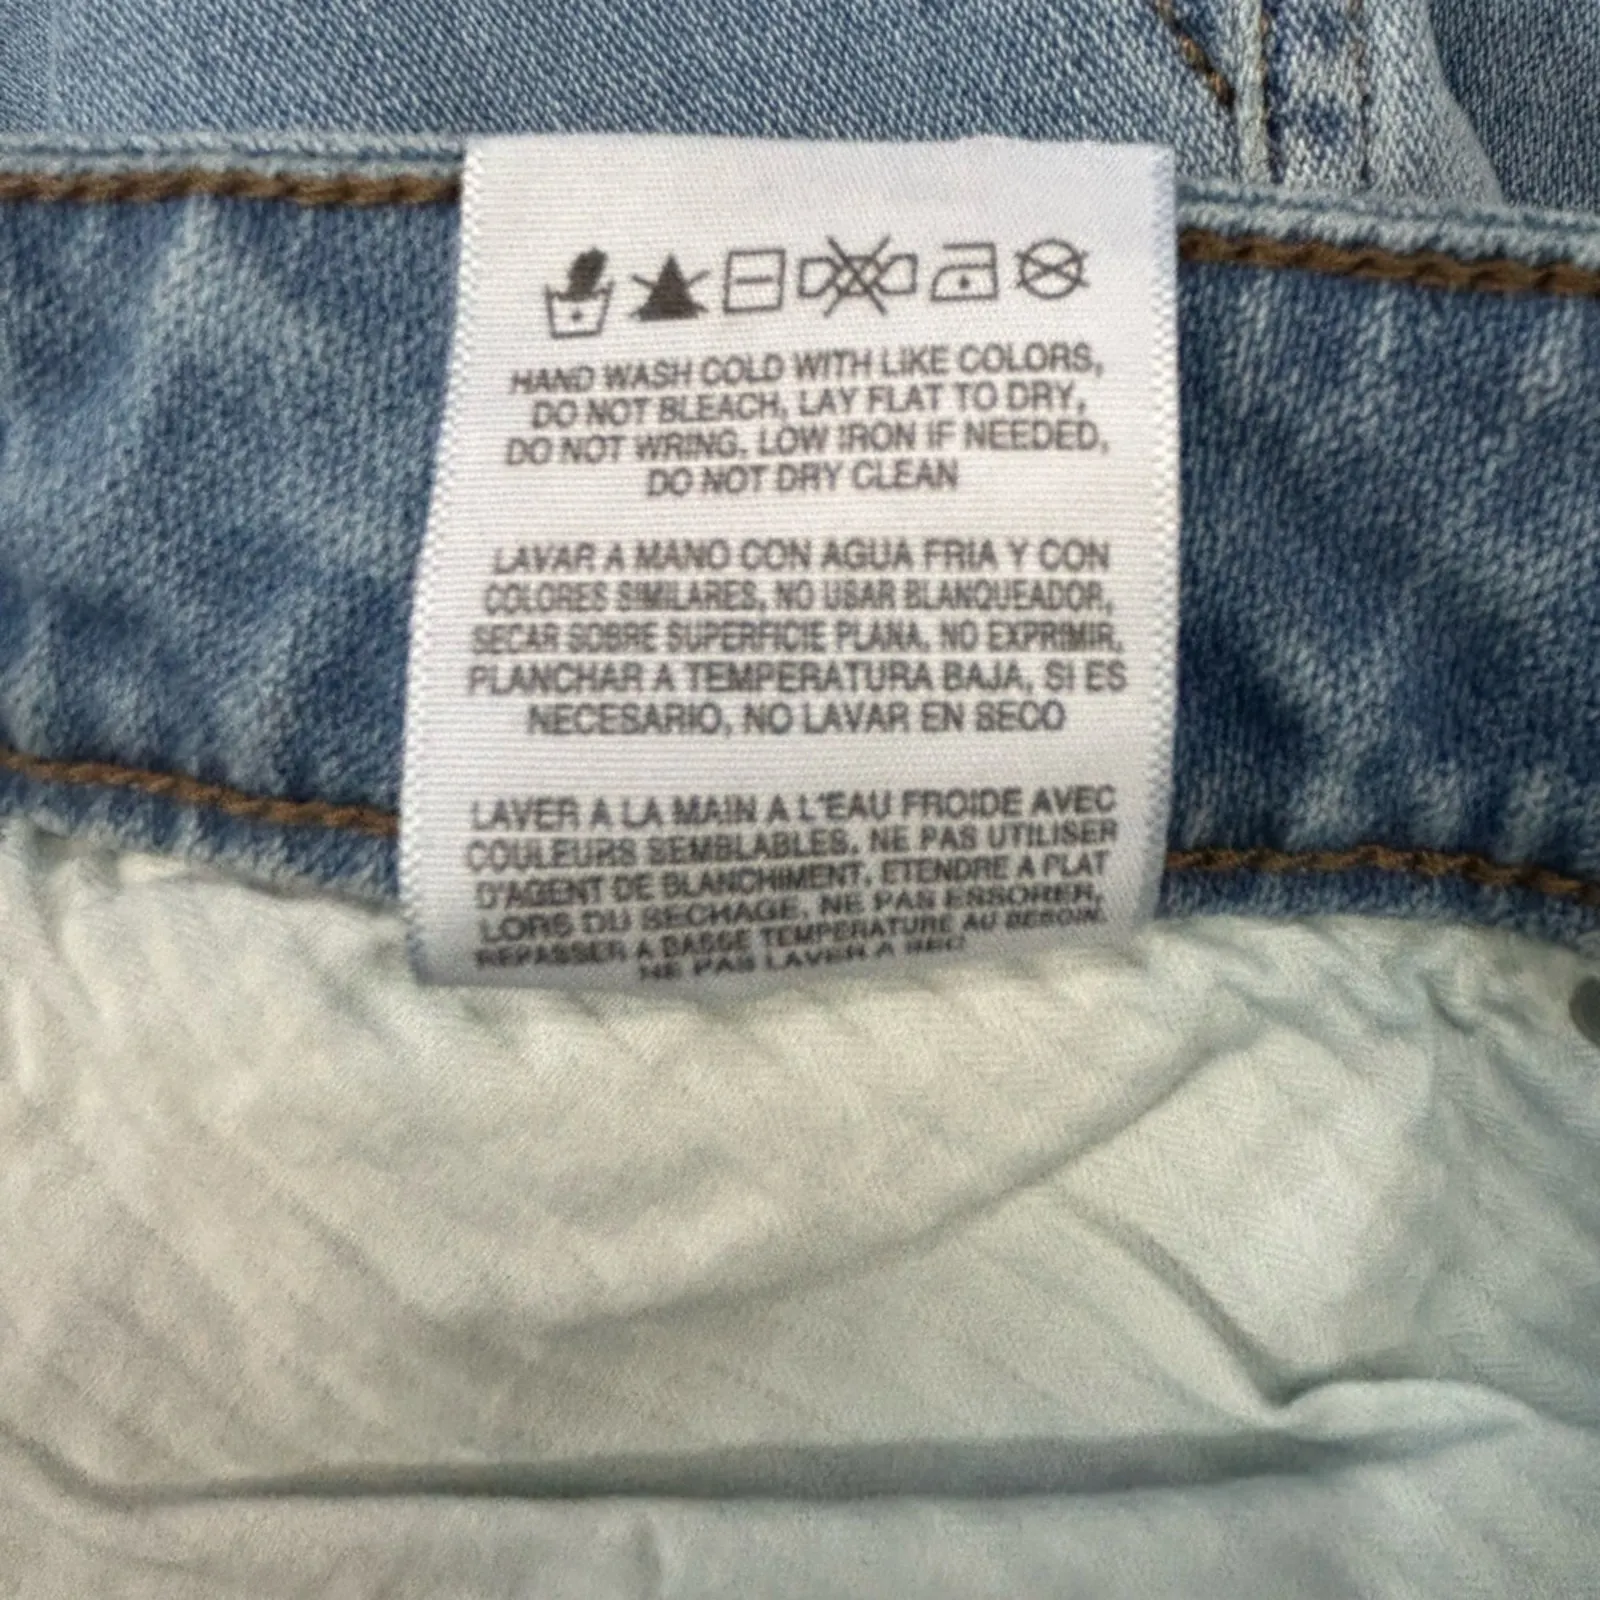 HAND WASH COLD WITH LIKE COLORS,
DO NOT BLEACH, LAY FLAT TO DRY,
DO NOT WRING, LOW IRON IF NEEDED,
DO NOT DRY CLEAN
LAVAR A MANO CON AGUA FRIA Y CON
COLORES SIMILARES, NO USAR BLANQUEADOR,
SECAR SOBRE SUPERFICIE PLANA, NO EXPRIMIR,
PLANCHAR A TEMPERATURA BAJA, SI ES
NECESARIO, NO LAVAR EN SECO
LAVER A LA MAIN A L'EAU FROIDE AVEC
COULEURS SEMBLABLES, NE PAS UTILISER
D'AGENT DE BLANCHIMENT, ETENDRE A PLAT
LORS DU SECHAGE, NE PAS ESSORER,
REPASSER A BASSE TEMPERATURE AU BESOIN,
NE PAS LAVER A SEC